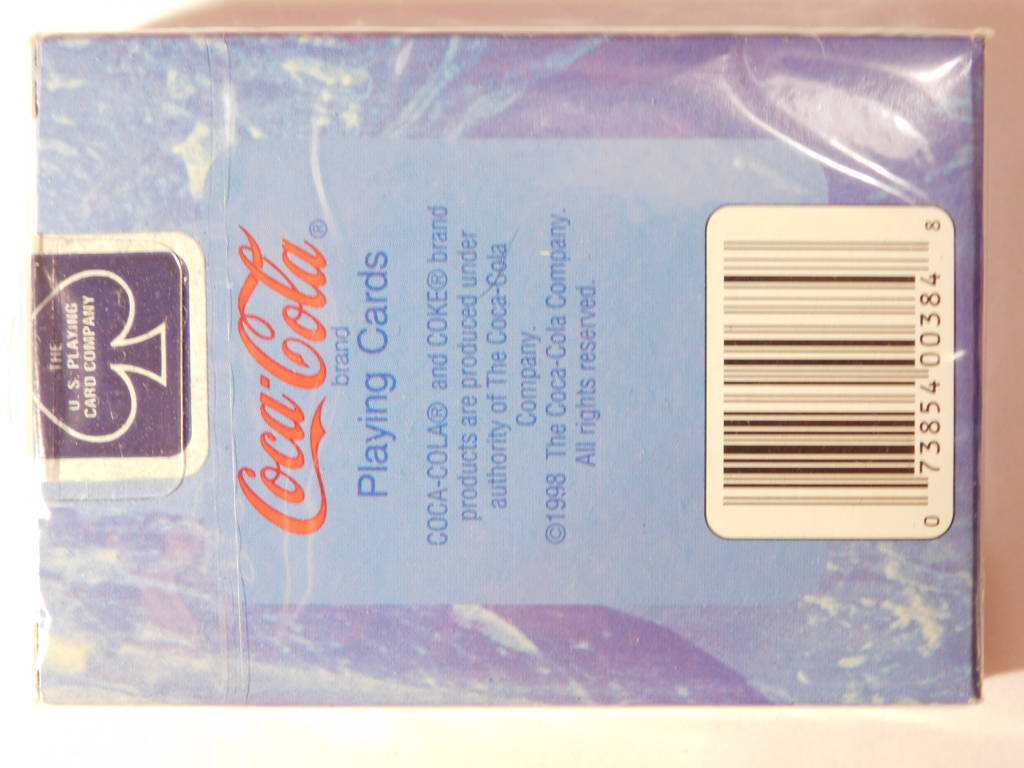 THE
U. S. PLAYING
CARD COMPANY
Coca-Cola®
brand
Playing Cards
COCA-COLA® and COKE® brand
products are produced under
authority of The Coca-Cola
Company.
©1998 The Coca-Cola Company.
All rights reserved.
0 73854 00384 8